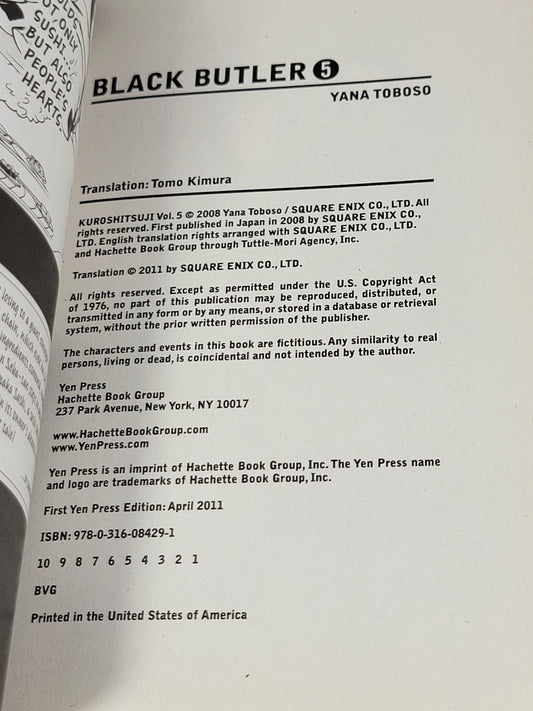 ULDS
ONLY
SUSHI...
BUT ALSO
PEOPLE'S
HEARTS.
BLACK BUTLER 5
YANA TOBOSO
Translation: Tomo Kimura
KUROSHITSUJI Vol. 5 © 2008 Yana Toboso / SQUARE ENIX CO., LTD. All
rights reserved. First published in Japan in 2008 by SQUARE ENIX CO.,
LTD. English translation rights arranged with SQUARE ENIX CO., LTD.
and Hachette Book Group through Tuttle-Mori Agency, Inc.
Translation © 2011 by SQUARE ENIX CO., LTD.
All rights reserved. Except as permitted under the U.S. Copyright Act
of 1976, no part of this publication may be reproduced, distributed, or
transmitted in any form or by any means, or stored in a database or retrieval
system, without the prior written permission of the publisher.
The characters and events in this book are fictitious. Any similarity to real
persons, living or dead, is coincidental and not intended by the author.
Yen Press
Hachette Book Group
237 Park Avenue, New York, NY 10017
www.HachetteBookGroup.com
www.YenPress.com
Yen Press is an imprint of Hachette Book Group, Inc. The Yen Press name
and logo are trademarks of Hachette Book Group, Inc.
First Yen Press Edition: April 2011
ISBN: 978-0-316-08429-1
10 9 8 7 6 5 4 3 2 1
BVG
Printed in the United States of America